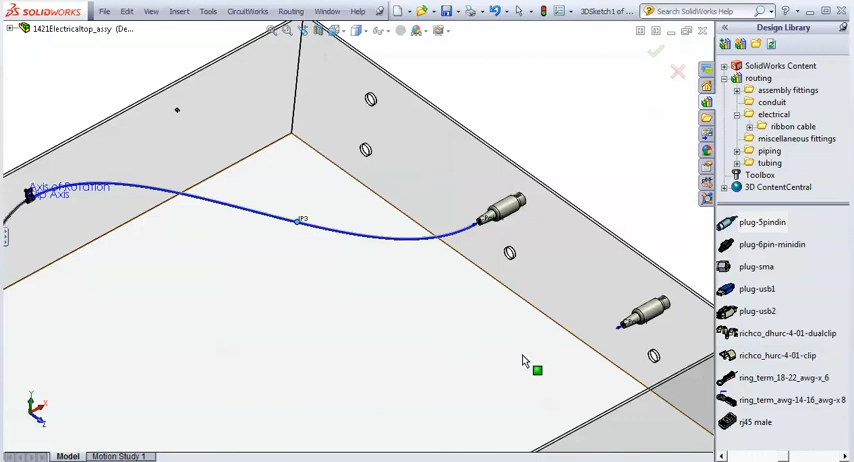 SOLIDWORKS File Edit View Insert Tools CircuitWorks Routing Window Help 3DSketch1 of ... Search SolidWorks Help
1421Electricaltop_assy (De...
Design Library
SolidWorks Content
routing
assembly fittings
conduit
electrical
ribbon cable
miscellaneous fittings
piping
tubing
Toolbox
3D ContentCentral
Axis of Rotation
Axis
JP3
plug-5pindin
plug-6pin-minidin
plug-sma
plug-usb1
plug-usb2
richco_dhurc-4-01-dualclip
richco_hurc-4-01-clip
ring_term_18-22_awg-x_6
ring_term_awg-14-16_awg-x 8
rj45 male
Y
X
Z
Model Motion Study 1